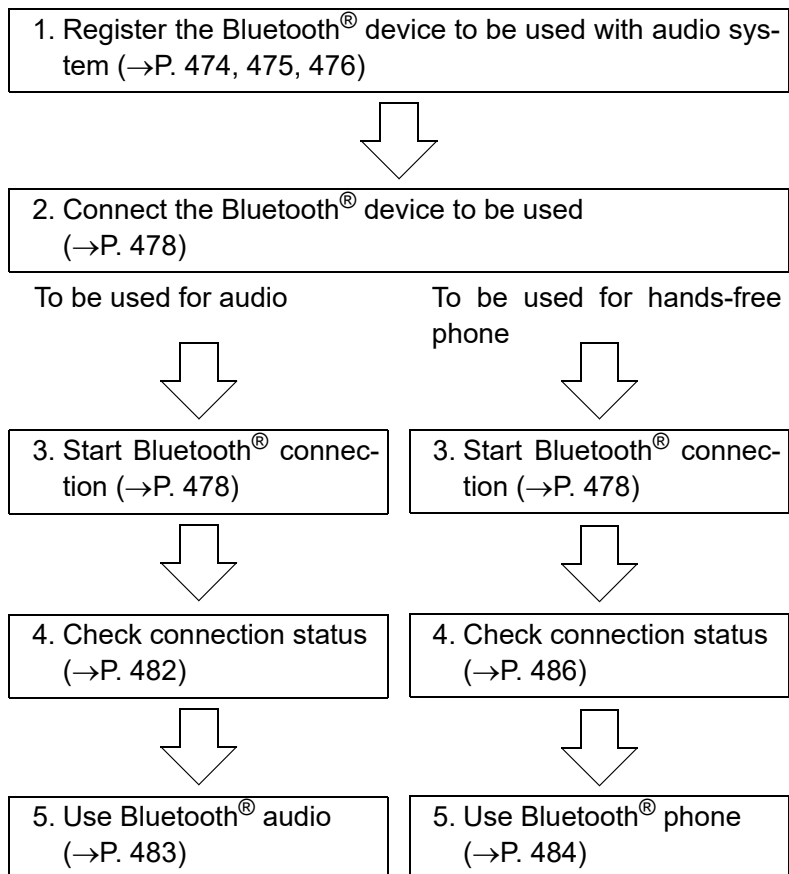 1. Register the Bluetooth® device to be used with audio sys-
tem (→P. 474, 475, 476)
2. Connect the Bluetooth® device to be used
(→P. 478)
To be used for audio
To be used for hands-free
phone
3. Start Bluetooth® connec-
tion (→P. 478)
3. Start Bluetooth® connec-
tion (→P. 478)
4. Check connection status
(→P. 482)
4. Check connection status
(→P. 486)
5. Use Bluetooth® audio
(→P. 483)
5. Use Bluetooth® phone
(→P. 484)